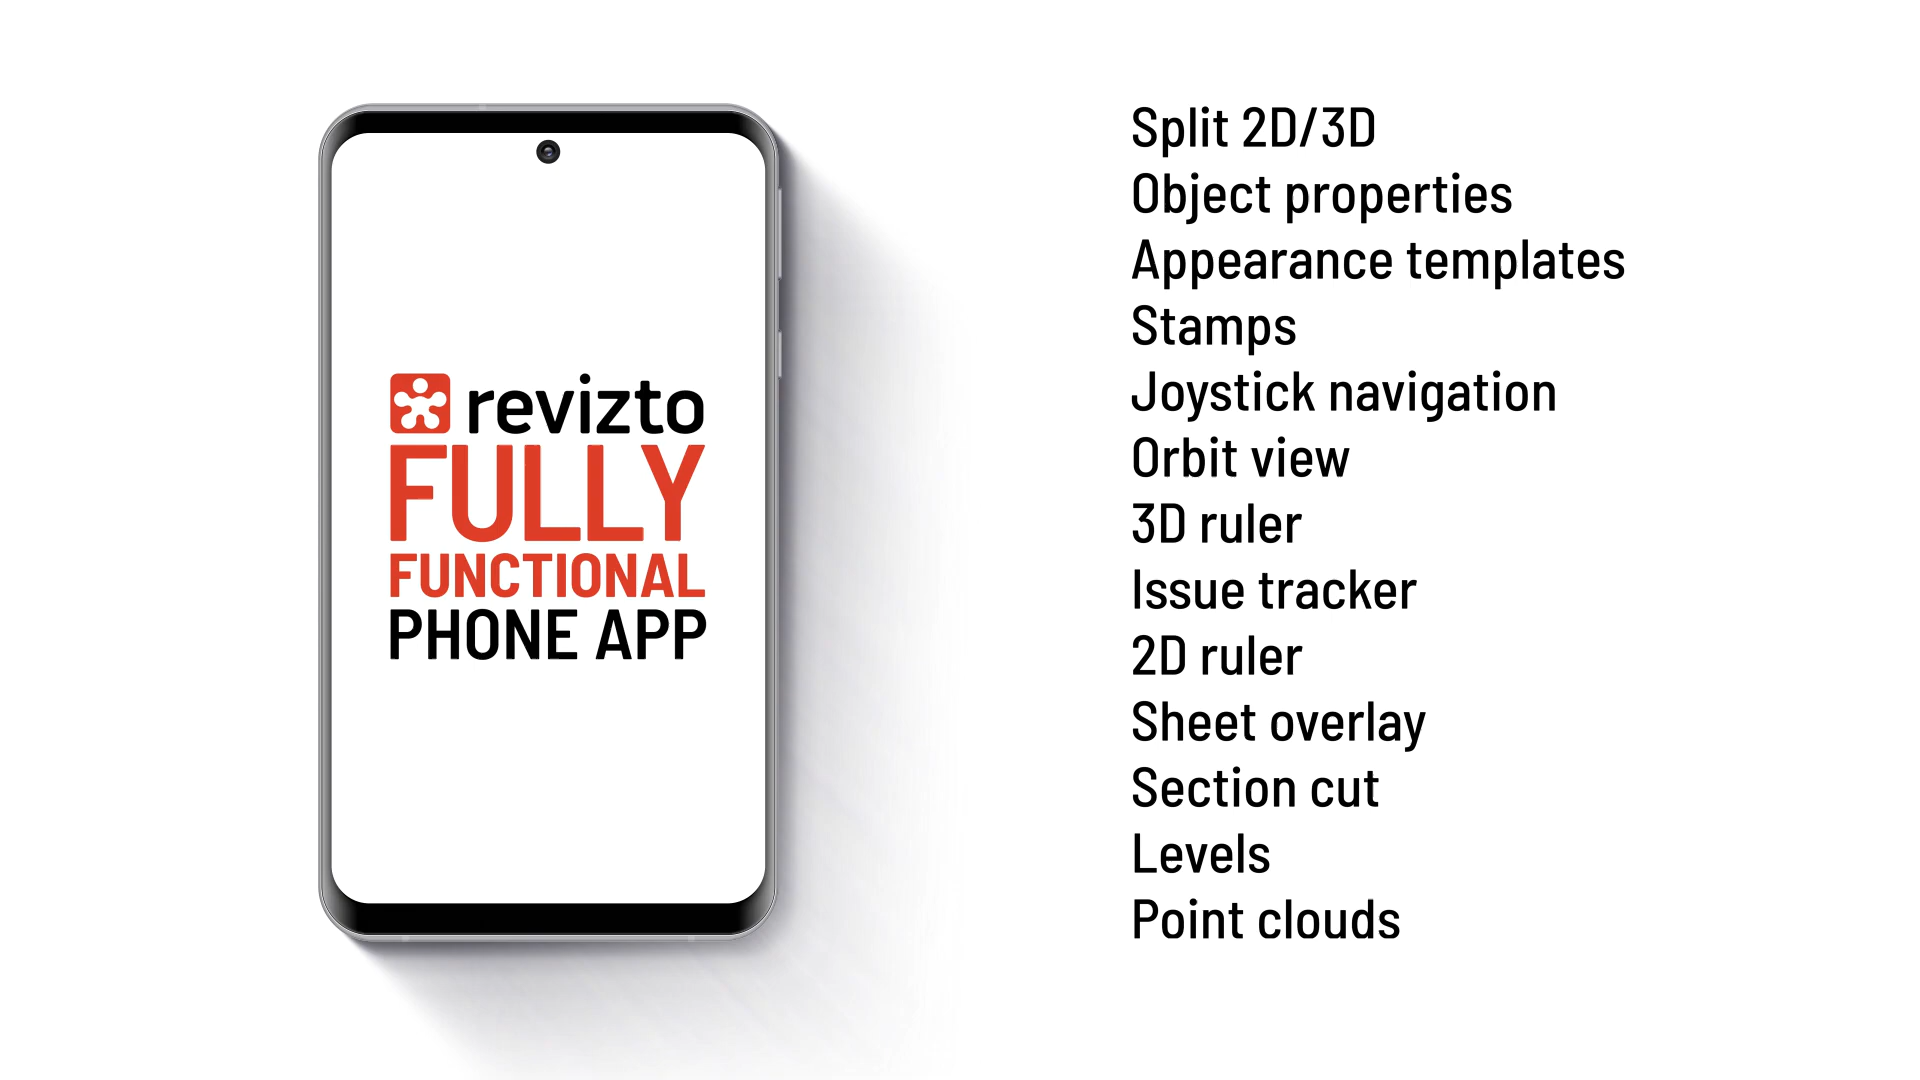 revizto
FULLY
FUNCTIONAL
PHONE APP
Split 2D/3D
Object properties
Appearance templates
Stamps
Joystick navigation
Orbit view
3D ruler
Issue tracker
2D ruler
Sheet overlay
Section cut
Levels
Point clouds